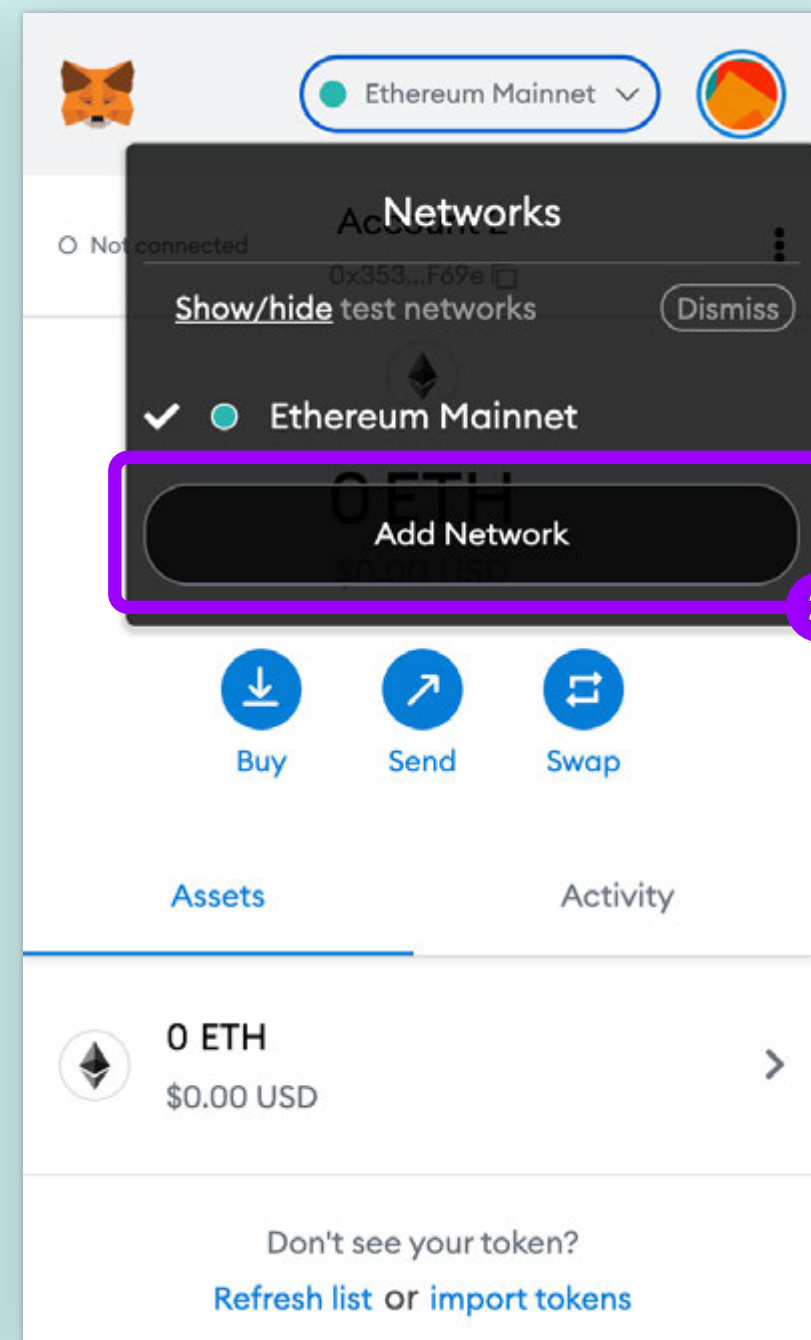 Ethereum Mainnet
Networks
Not connected
Account 2
0x353...F69e
Show/hide test networks
Dismiss
Ethereum Mainnet
0 ETH
Add Network
$0.00 USD
Buy
Send
Swap
Assets
Activity
0 ETH
$0.00 USD
Don't see your token?
Refresh list or import tokens